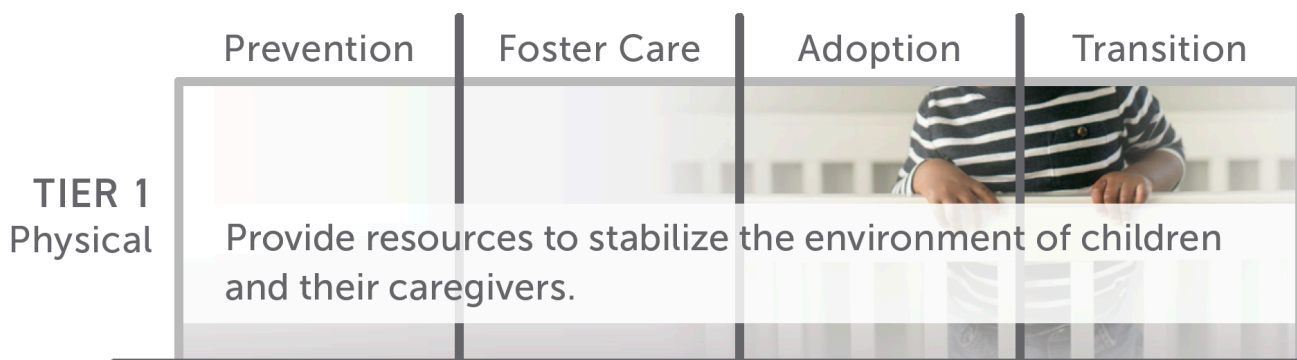 Prevention Foster Care Adoption Transition
TIER 1
Physical
Provide resources to stabilize the environment of children
and their caregivers.